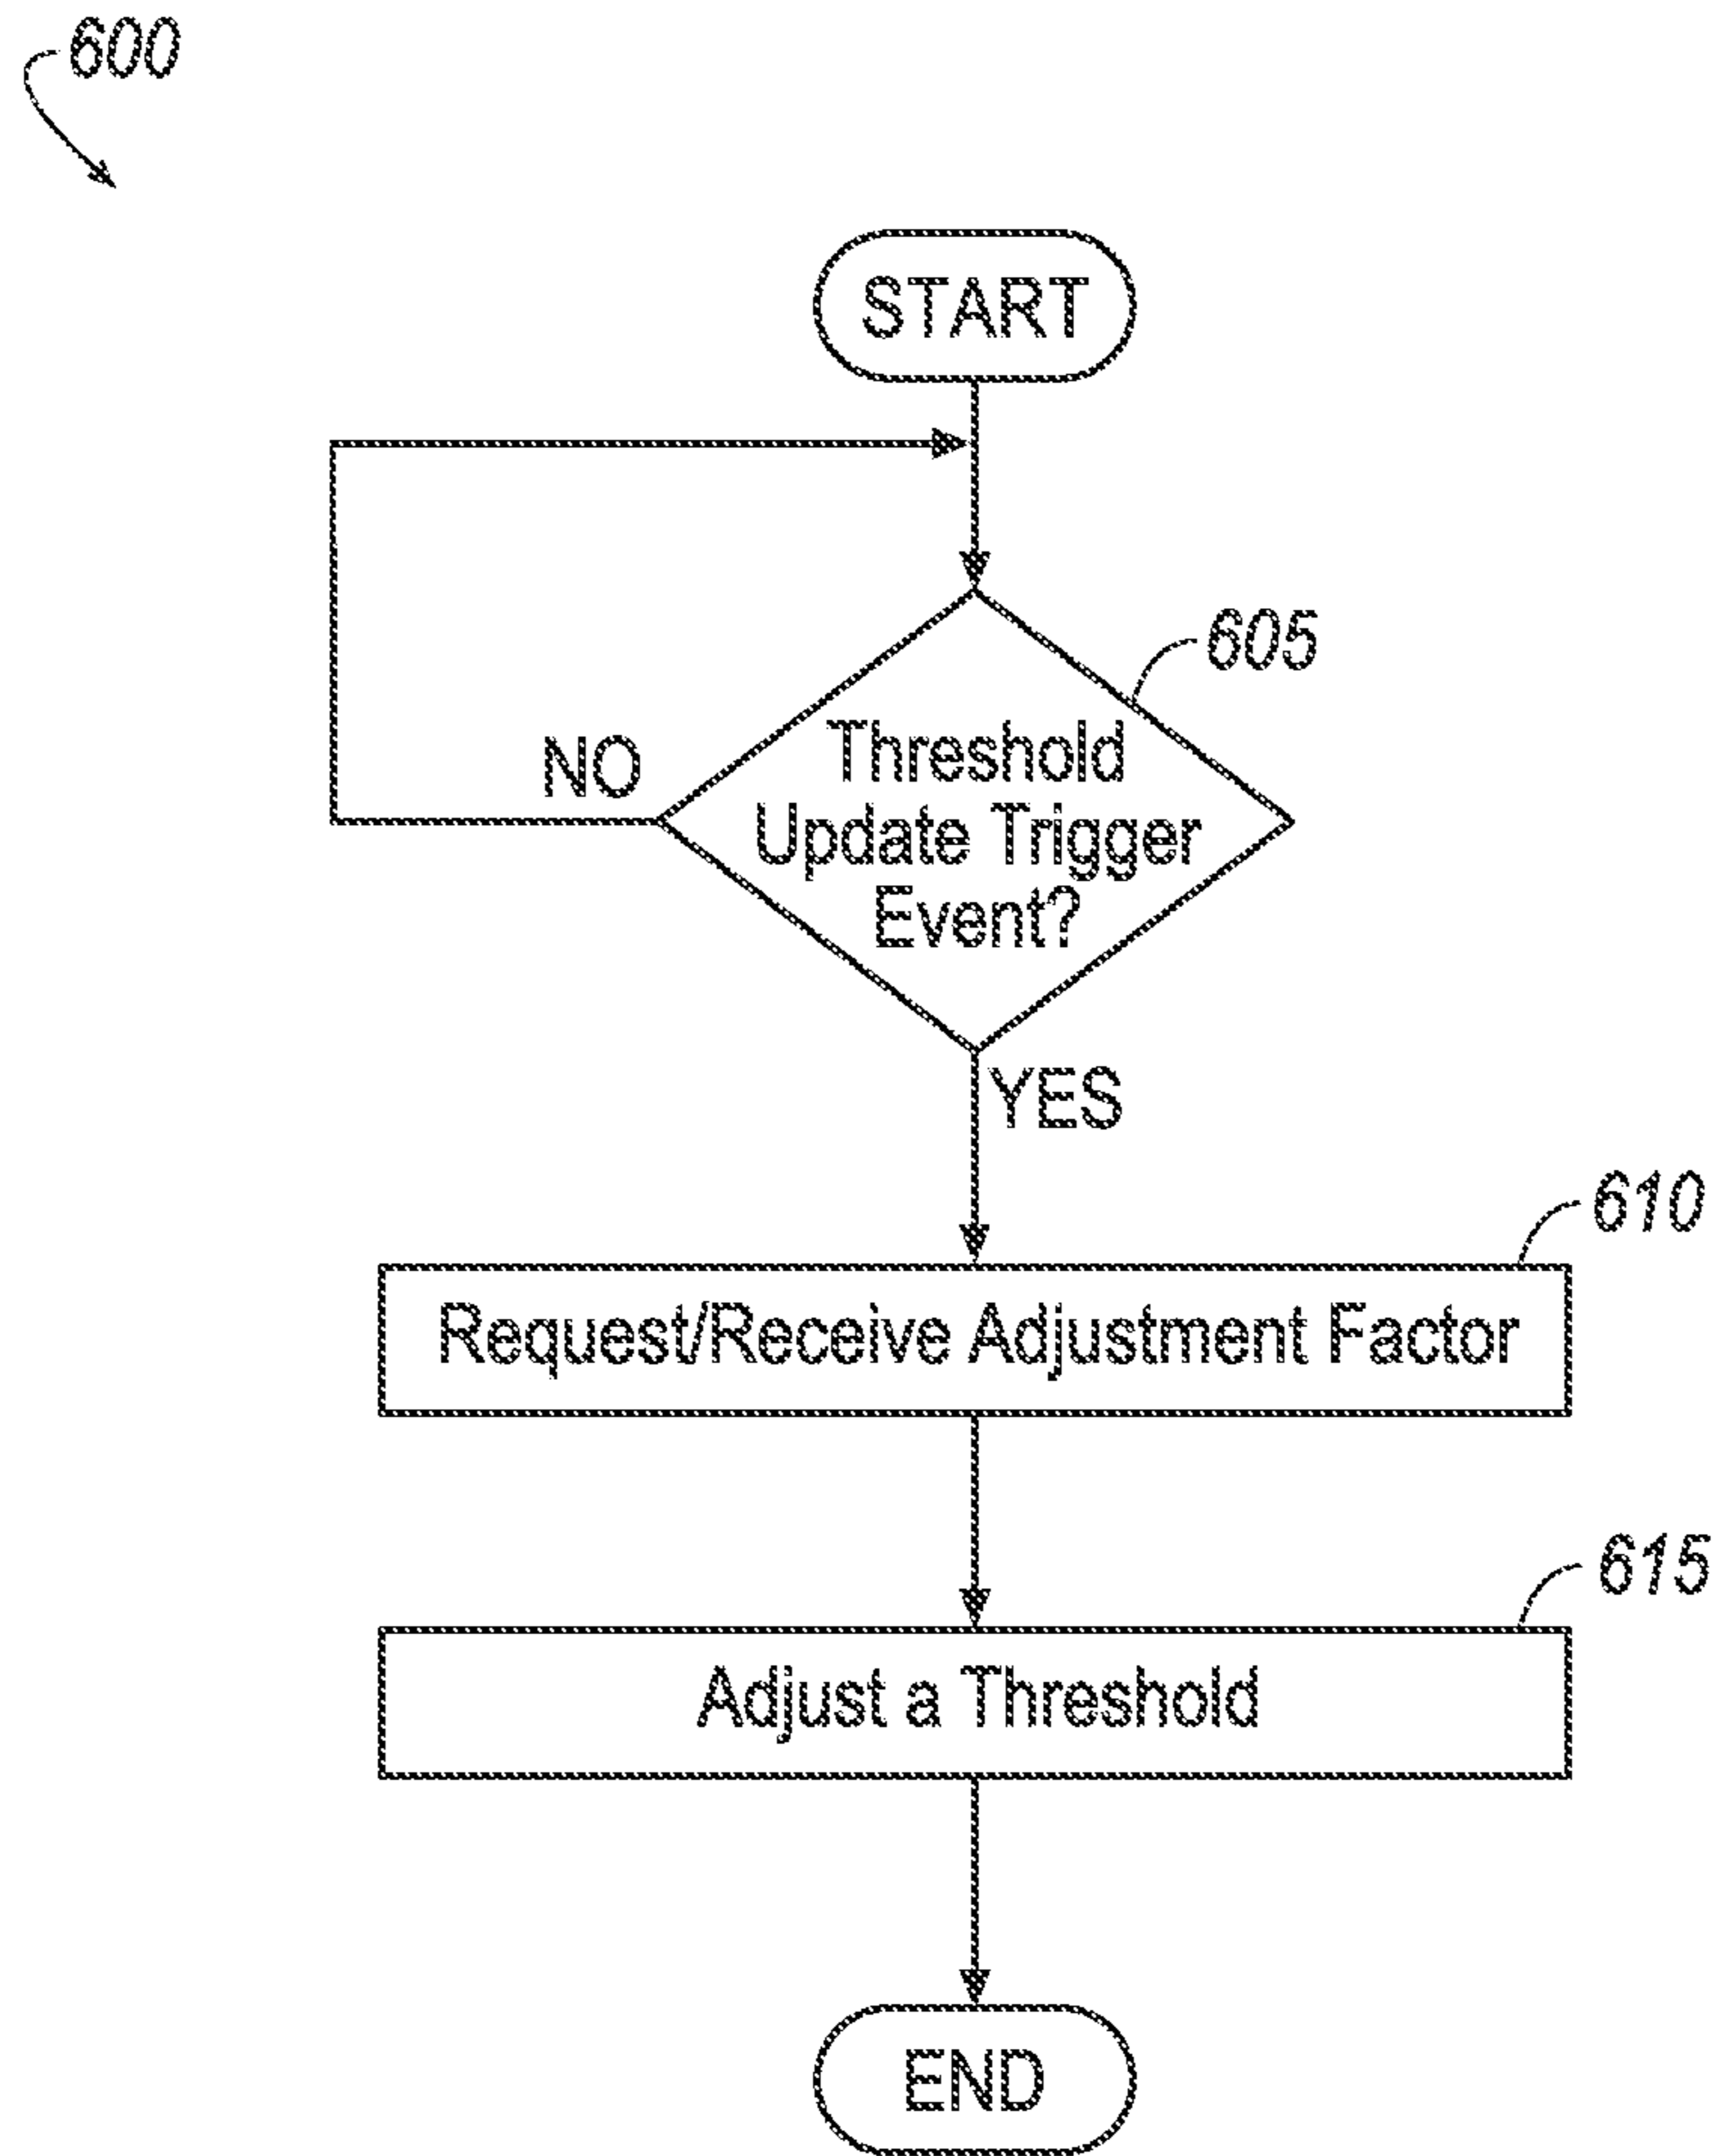 600
START
605
NO
Threshold
Update Trigger
Event?
YES
610
Request/Receive Adjustment Factor
615
Adjust a Threshold
END